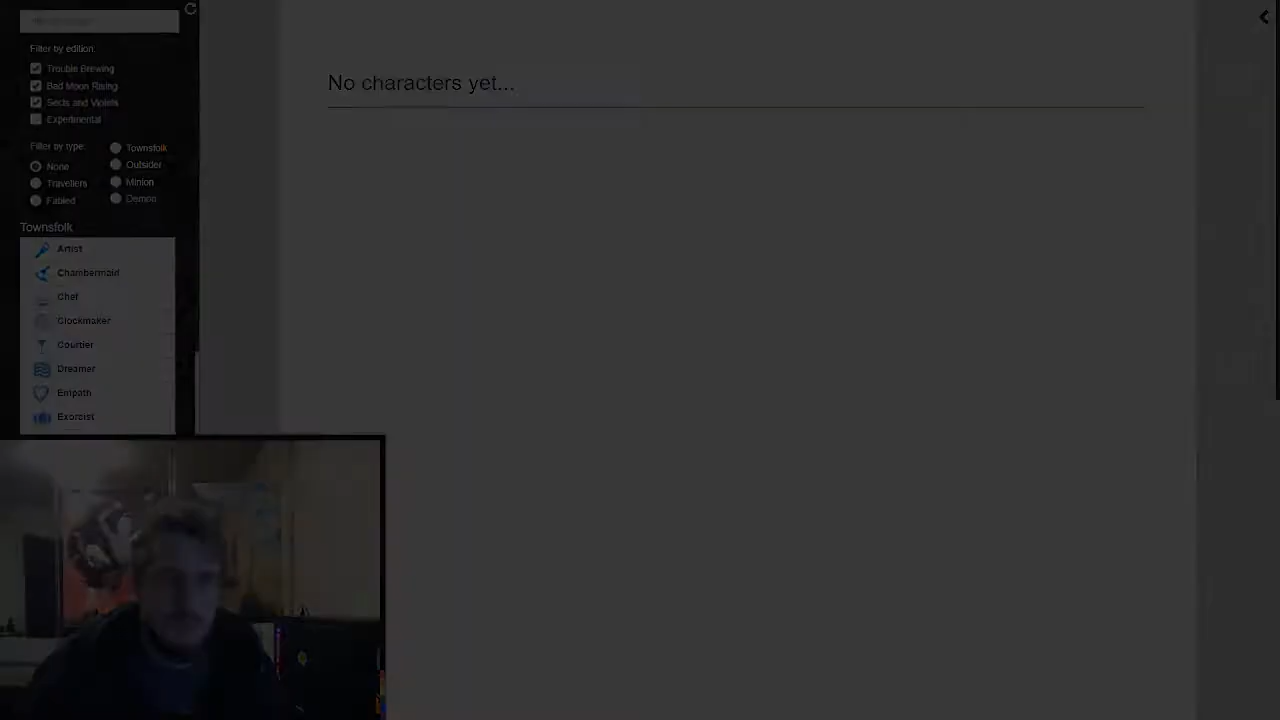 Filter by edition:
Trouble Brewing
Bad Moon Rising
Sects and Violets
Experimental
Filter by type:
None
Travellers
Fabled
Townsfolk
Outsider
Minion
Demon
Townsfolk
Artist
Chambermaid
Chef
Clockmaker
Courtier
Dreamer
Empath
Exorcist
No characters yet...